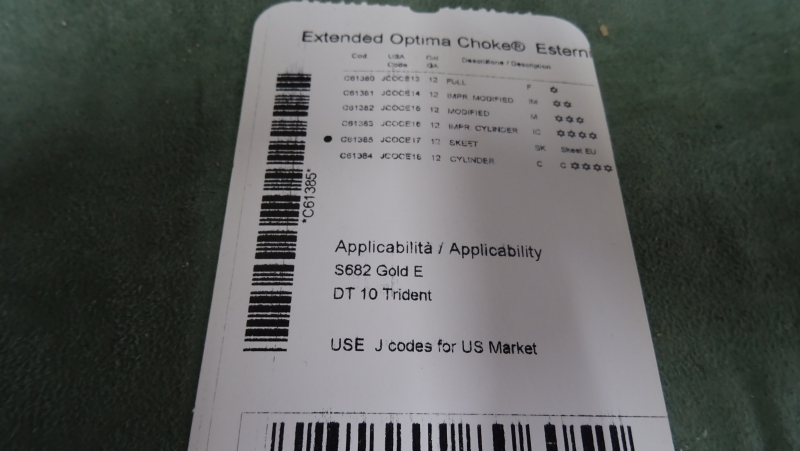 Extended Optima Choke® Estern
Cod. USA Code Cal GA Descrizione / Description
C61380 JCOCE13 12 FULL F ✩
C61381 JCOCE14 12 IMPR MODIFIED IM ✩✩
C61382 JCOCE15 12 MODIFIED M ✩✩✩
C61383 JCOCE16 12 IMPR CYLINDER IC ✩✩✩✩
● C61385 JCOCE17 12 SKEET SK Skeet EU
C61384 JCOCE18 12 CYLINDER C C✩✩✩✩
*C61385*
Applicabilità / Applicability
S682 Gold E
DT 10 Trident
USE J codes for US Market